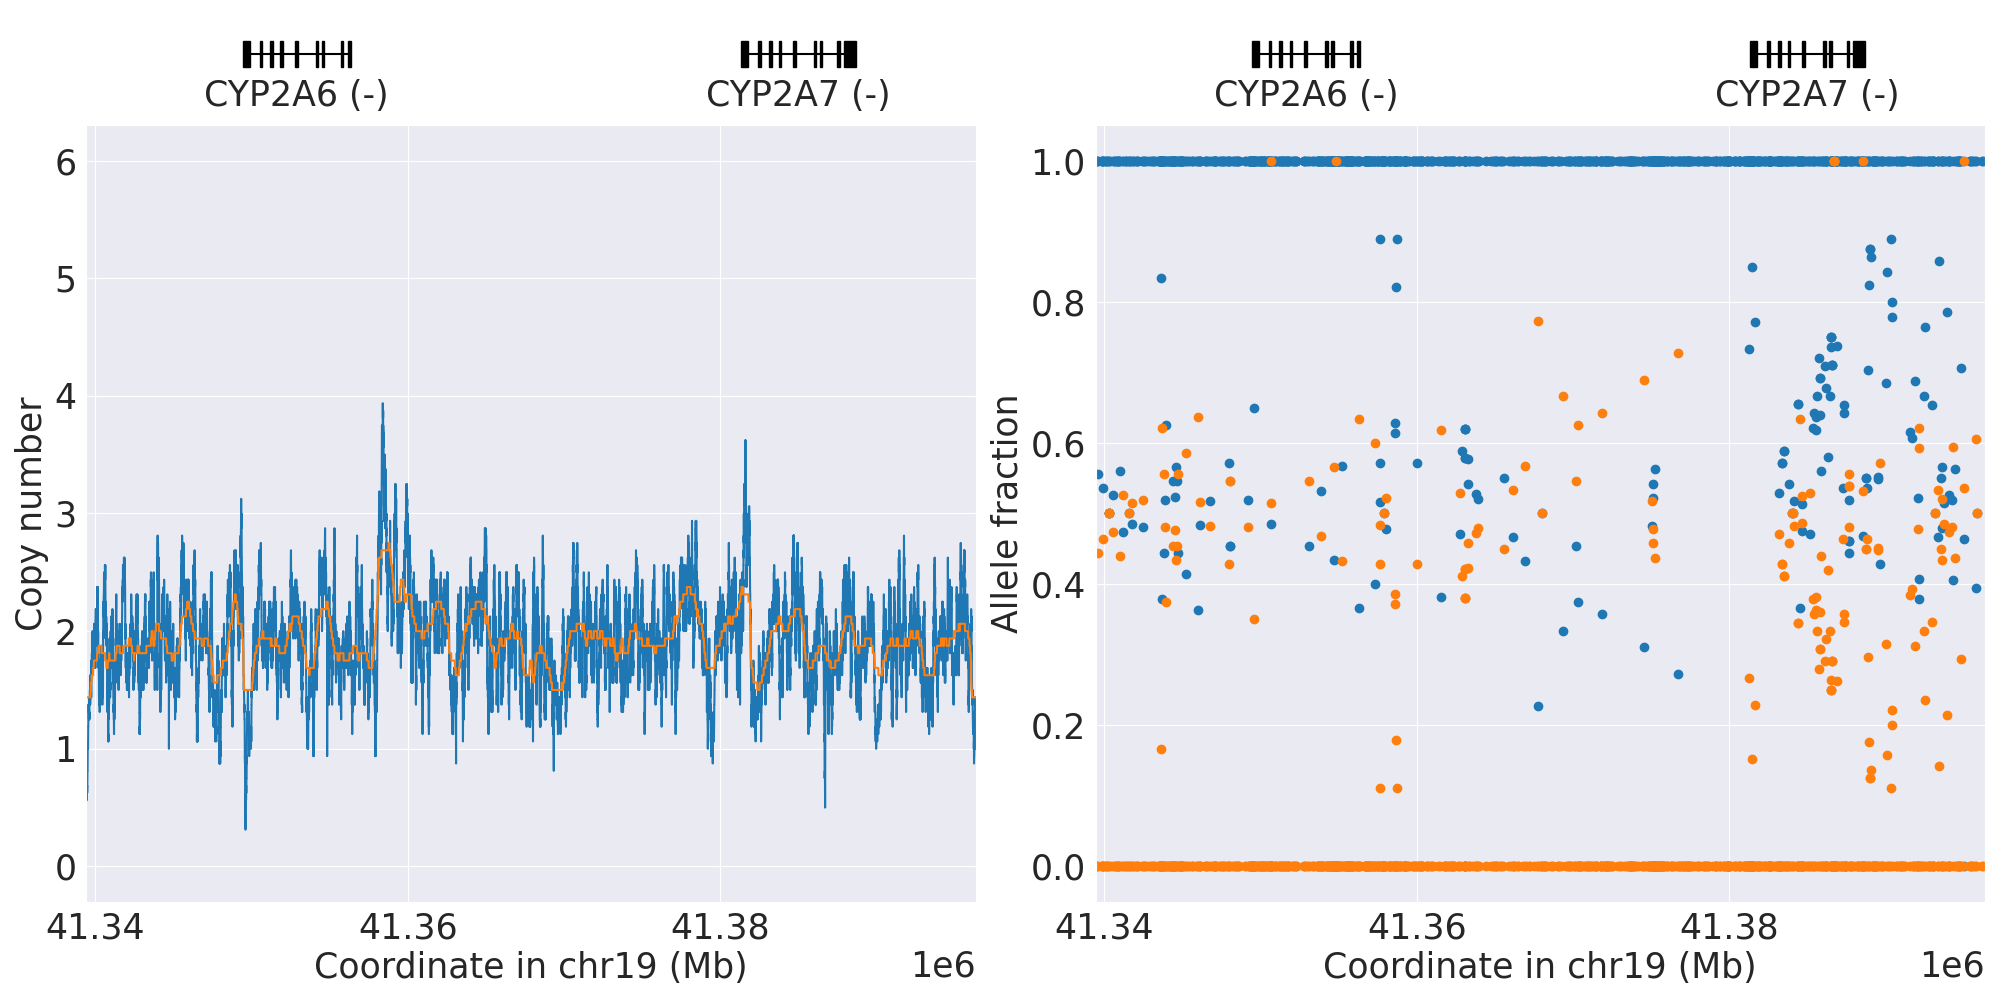 CYP2A6 (-)
CYP2A7 (-)
6
5
4
3
2
1
0
Copy number
41.34
41.36
41.38
Coordinate in chr19 (Mb)
1e6
CYP2A6 (-)
CYP2A7 (-)
1.0
0.8
0.6
0.4
0.2
0.0
Allele fraction
41.34
41.36
41.38
Coordinate in chr19 (Mb)
1e6